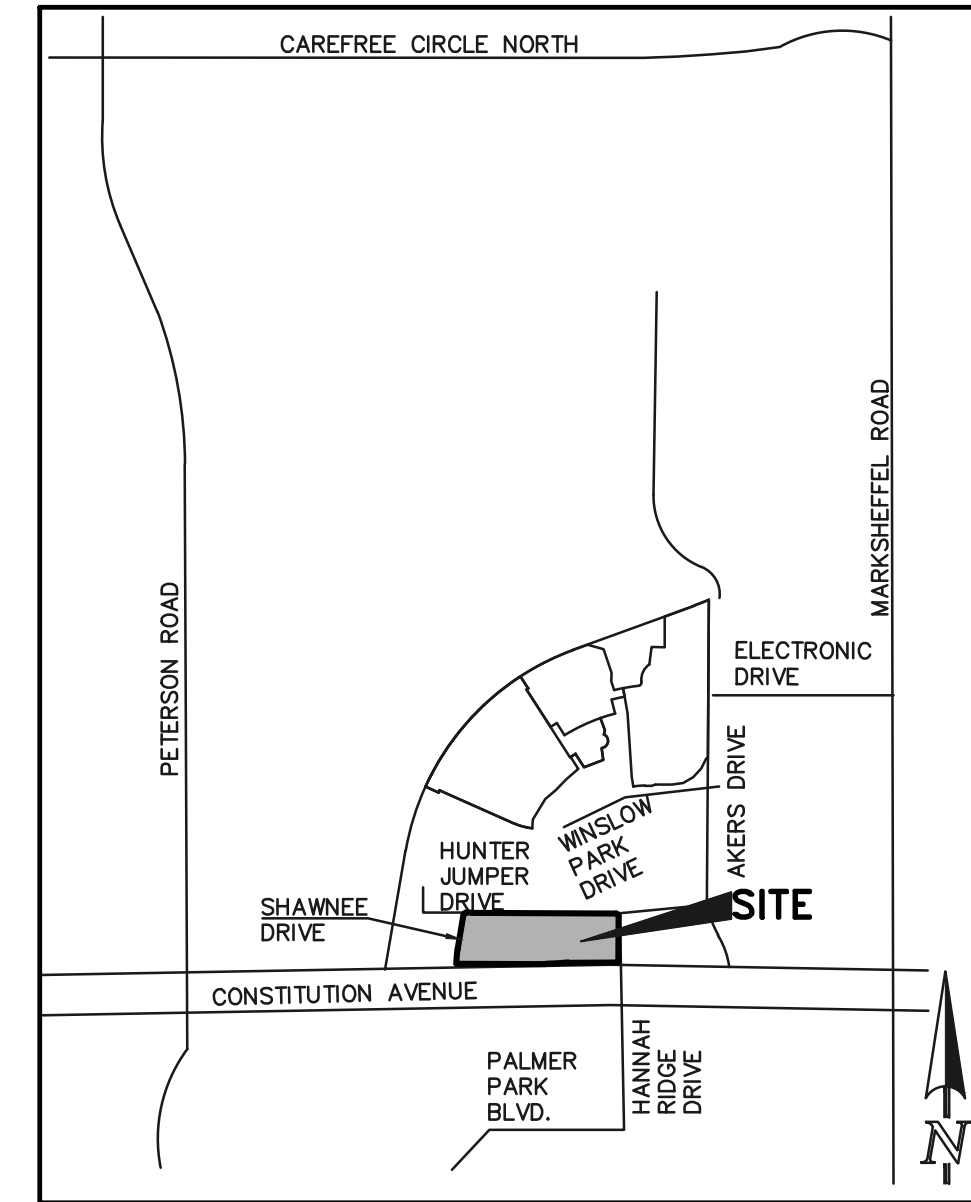 CAREFREE CIRCLE NORTH
MARKSHEFFEL ROAD
PETERSON ROAD
ELECTRONIC
DRIVE
AKERS DRIVE
WINSLOW
PARK
DRIVE
HUNTER
JUMPER
DRIVE
SHAWNEE
DRIVE
SITE
CONSTITUTION AVENUE
PALMER
PARK
BLVD.
HANNAH
RIDGE
DRIVE
N